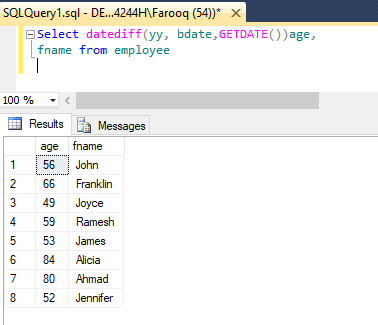 SQLQuery1.sql - DE...4244H\Farooq (54))*
Select datediff(yy, bdate,GETDATE())age,
fname from employee
100 %
Results Messages
age fname
1 56 John
2 66 Franklin
3 49 Joyce
4 59 Ramesh
5 53 James
6 84 Alicia
7 80 Ahmad
8 52 Jennifer